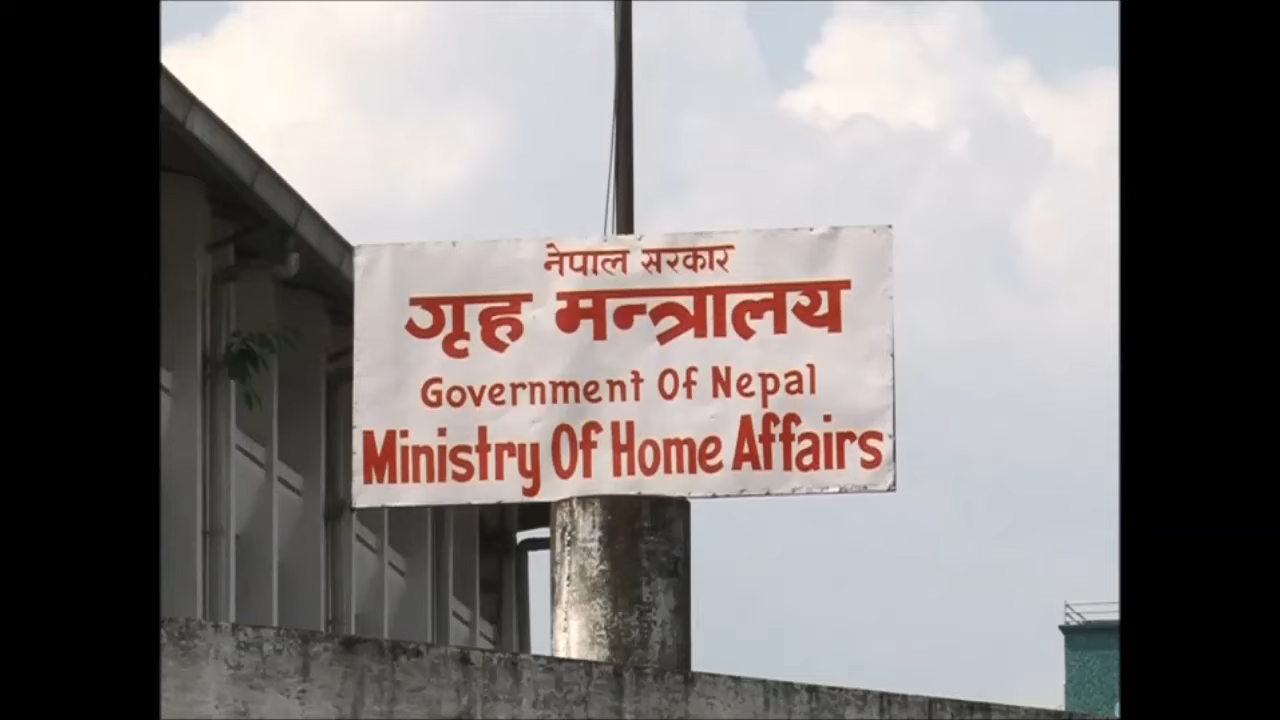 नेपाल सरकार
गृह मन्त्रालय
Government Of Nepal
Ministry Of Home Affairs